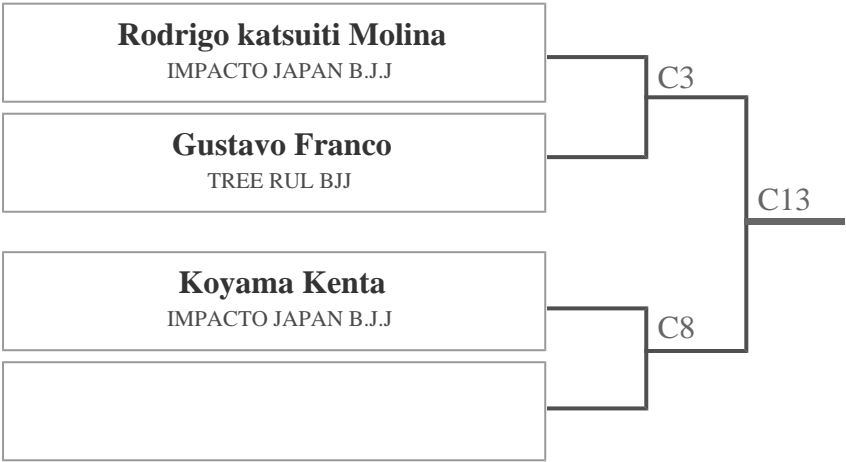 Rodrigo katsuiti Molina
IMPACTO JAPAN B.J.J
C3
Gustavo Franco
TREE RUL BJJ
C13
Koyama Kenta
IMPACTO JAPAN B.J.J
C8